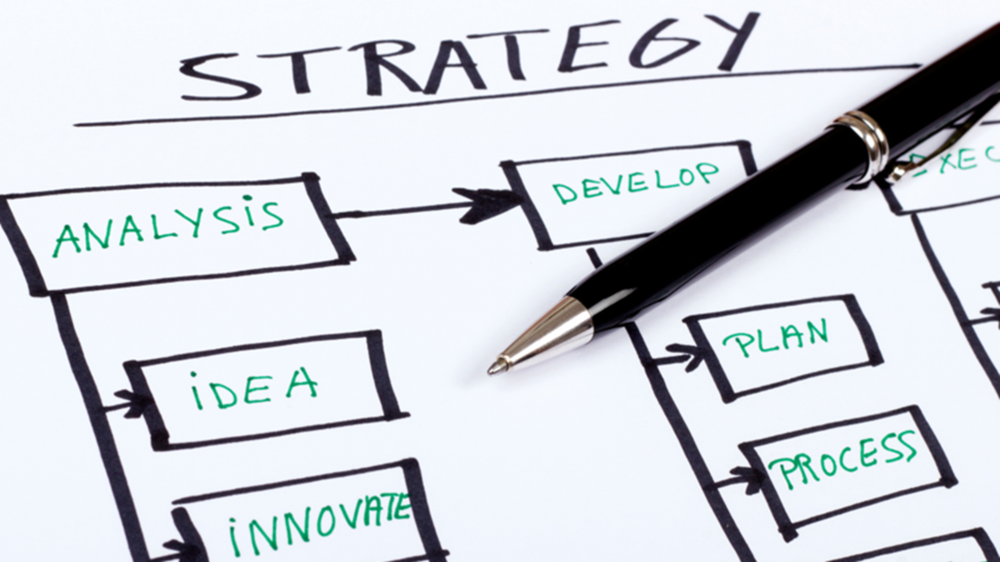 STRATEGY
ANALYSiS
DEVELOP
iDEA
PLAN
iNNOVATE
PROCESS